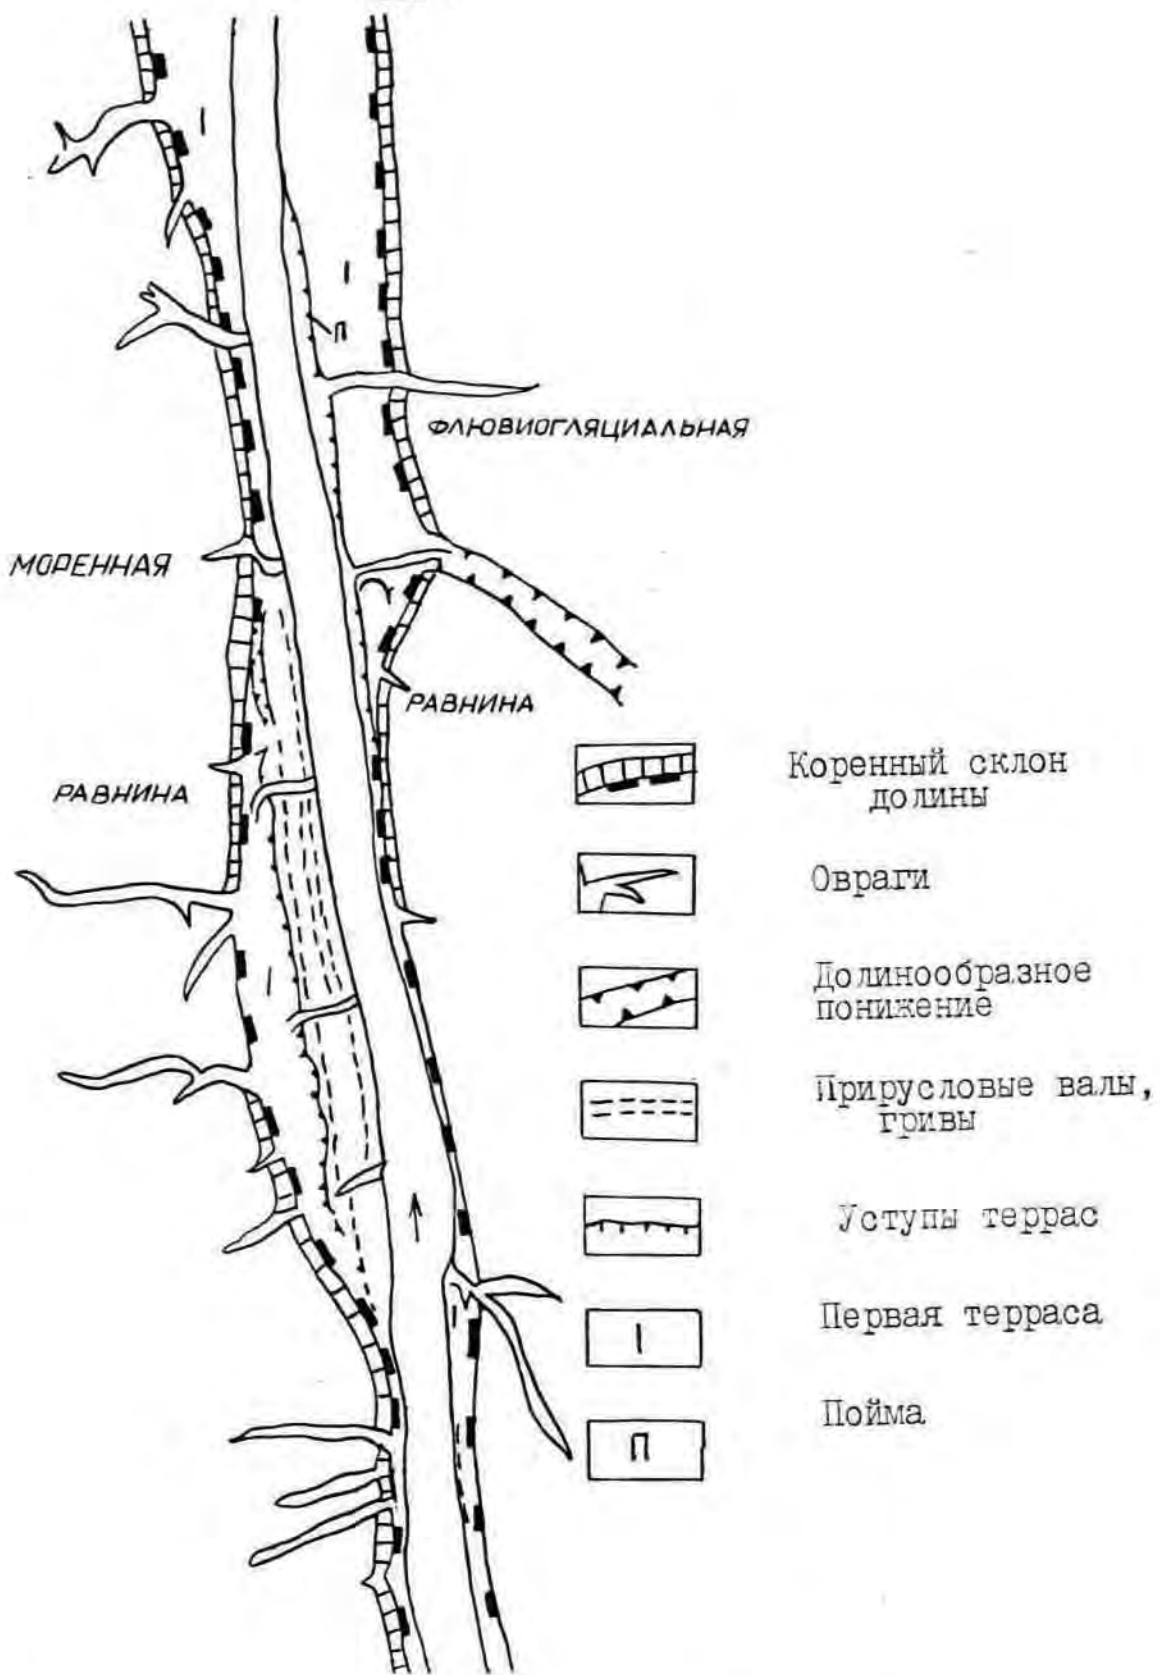 I
I
П
ФЛЮВИОГЛЯЦИАЛЬНАЯ
МОРЕННАЯ
РАВНИНА
РАВНИНА
I
I
Коренный склон
долины
Овраги
Долинообразное
понижение
Прирусловые валы,
гривы
Уступы террас
I
Первая терраса
П
Пойма